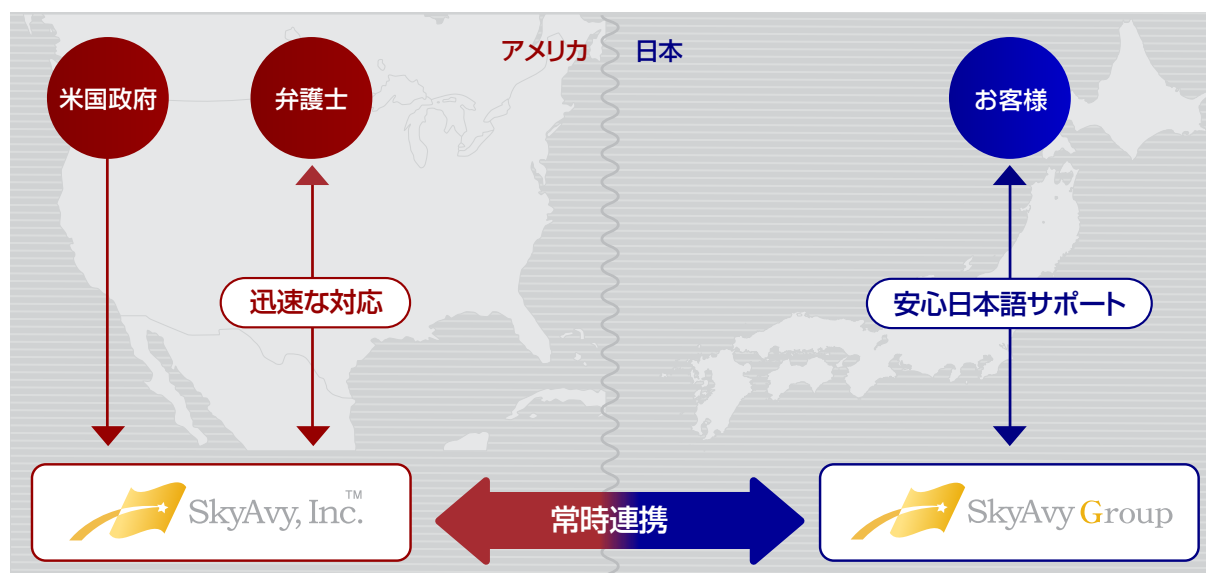 アメリカ
日本
米国政府
弁護士
お客様
迅速な対応
安心日本語サポート
SkyAvy, Inc.™
常時連携
SkyAvy Group